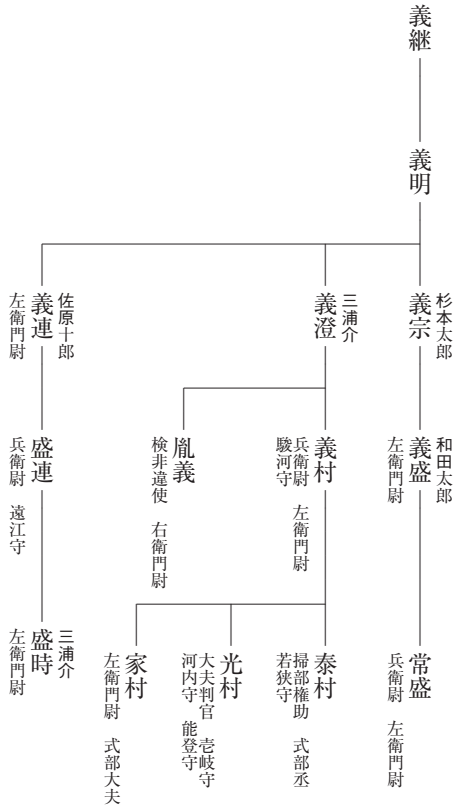 義継
義明
杉本太郎
義宗
和田太郎
義盛
左衛門尉
常盛
兵衛尉　左衛門尉
三浦介
義澄
義村
兵衛尉　左衛門尉
駿河守
泰村
掃部権助　式部丞
若狭守
光村
大夫判官　壱岐守
河内守　能登守
家村
左衛門尉　式部大夫
胤義
検非違使　右衛門尉
佐原十郎
義連
左衛門尉
盛連
兵衛尉　遠江守
三浦介
盛時
左衛門尉